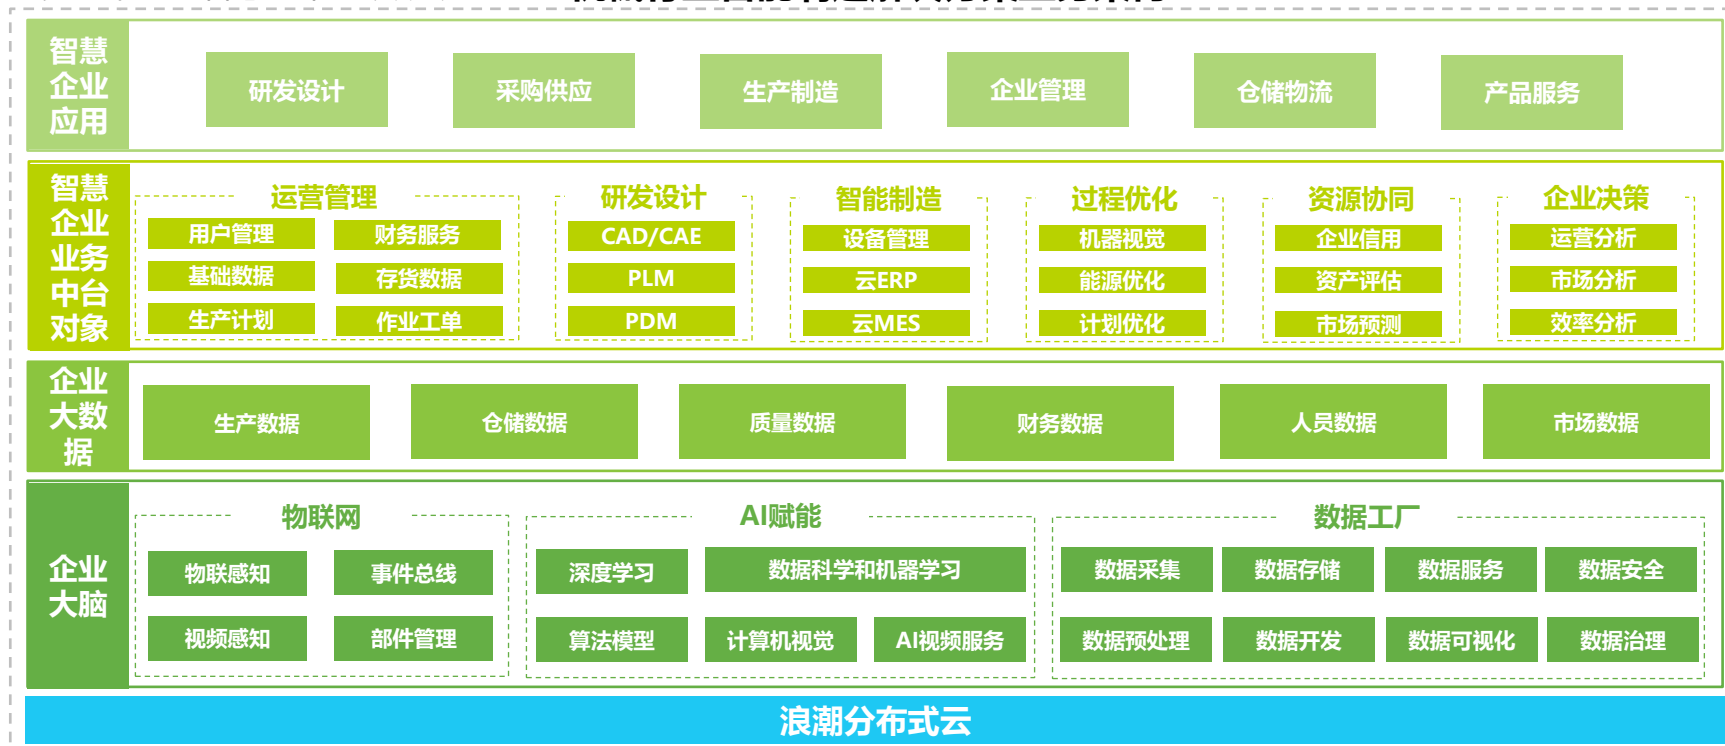 智慧
企业
应用
研发设计
采购供应
生产制造
企业管理
仓储物流
产品服务
智慧
企业
业务
中台
对象
运营管理
用户管理
财务服务
基础数据
存货数据
生产计划
作业工单
研发设计
CAD/CAE
PLM
PDM
智能制造
设备管理
云ERP
云MES
过程优化
机器视觉
能源优化
计划优化
资源协同
企业信用
资产评估
市场预测
企业决策
运营分析
市场分析
效率分析
企业
大数
据
生产数据
仓储数据
质量数据
财务数据
人员数据
市场数据
企业
大脑
物联网
物联感知
事件总线
视频感知
部件管理
AI赋能
深度学习
数据科学和机器学习
算法模型
计算机视觉
AI视频服务
数据工厂
数据采集
数据存储
数据服务
数据安全
数据预处理
数据开发
数据可视化
数据治理
浪潮分布式云